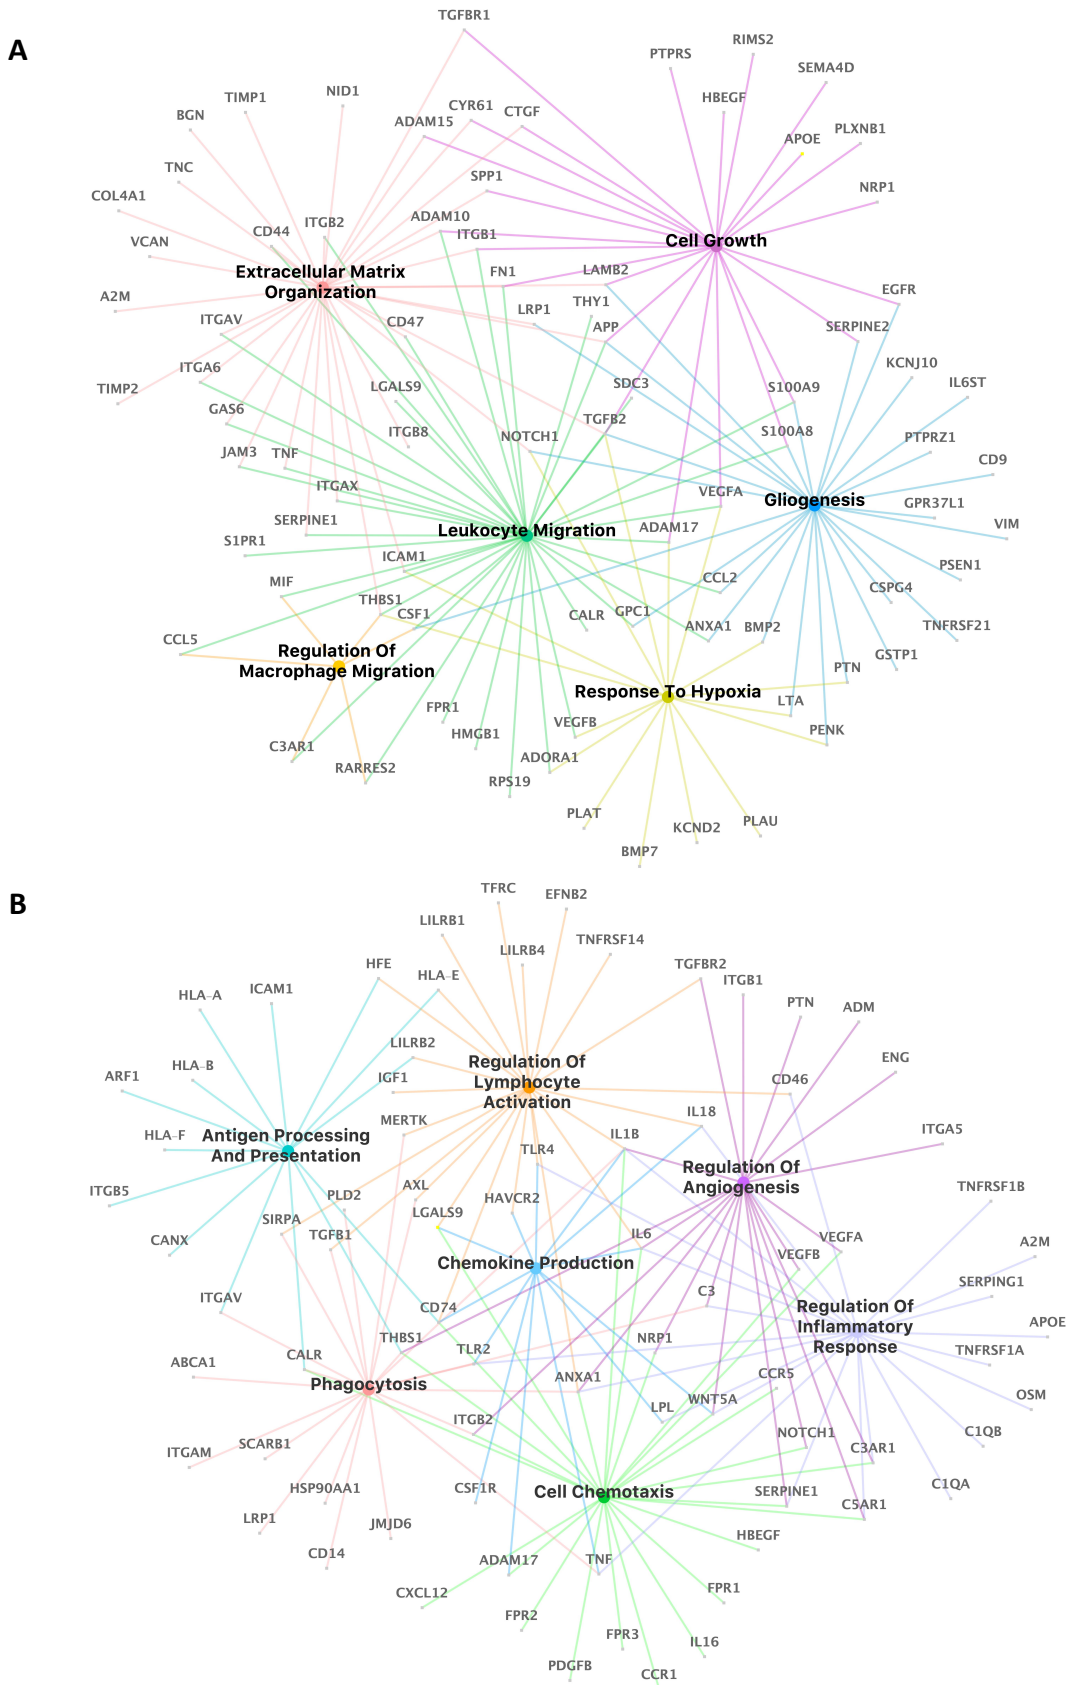 A
TGFBR1
RIMS2
PTPRS
SEMA4D
NID1
TIMP1
HBEGF
CYR61
CTGF
BGN
ADAM15
PLXNB1
APOE
TNC
SPP1
NRP1
COL4A1
ADAM10
ITGB2
CD44
ITGB1
VCAN
Cell Growth
Extracellular Matrix
Organization
FN1
LAMB2
EGFR
A2M
THY1
LRP1
ITGAV
CD47
APP
SERPINE2
KCNJ10
ITGA6
IL6ST
TIMP2
LGALS9
SDC3
S100A9
GAS6
TGFB2
ITGB8
NOTCH1
S100A8
PTPRZ1
JAM3
TNF
CD9
ITGAX
VEGFA
Gliogenesis
GPR37L1
SERPINE1
Leukocyte Migration
ADAM17
VIM
S1PR1
ICAM1
PSEN1
MIF
CCL2
CSPG4
THBS1
CSF1
CALR
GPC1
ANXA1
BMP2
TNFRSF21
CCL5
Regulation Of
Macrophage Migration
GSTP1
PTN
Response To Hypoxia
LTA
FPR1
VEGFB
PENK
HMGB1
C3AR1
ADORA1
RARRES2
RPS19
PLAT
KCND2
PLAU
BMP7
B
TFRC
EFNB2
LILRB1
TNFRSF14
LILRB4
HFE
HLA-E
TGFBR2
ITGB1
ICAM1
HLA-A
PTN
ADM
LILRB2
Regulation Of
Lymphocyte
Activation
ENG
HLA-B
ARF1
IGF1
CD46
MERTK
IL18
HLA-F
Antigen Processing
And Presentation
IL1B
ITGA5
TLR4
Regulation Of
Angiogenesis
ITGB5
PLD2
AXL
HAVCR2
TNFRSF1B
LGALS9
SIRPA
TGFB1
IL6
CANX
VEGFA
VEGFB
A2M
Chemokine Production
SERPING1
ITGAV
CD74
C3
Regulation Of
Inflammatory
Response
APOE
THBS1
TLR2
NRP1
TNFRSF1A
CALR
ABCA1
Phagocytosis
ANXA1
CCR5
OSM
LPL
WNT5A
ITGB2
NOTCH1
C1QB
ITGAM
SCARB1
C3AR1
HSP90AA1
CSF1R
Cell Chemotaxis
SERPINE1
C1QA
C5AR1
LRP1
JMJD6
HBEGF
CD14
ADAM17
TNF
CXCL12
FPR1
FPR2
FPR3
IL16
PDGFB
CCR1